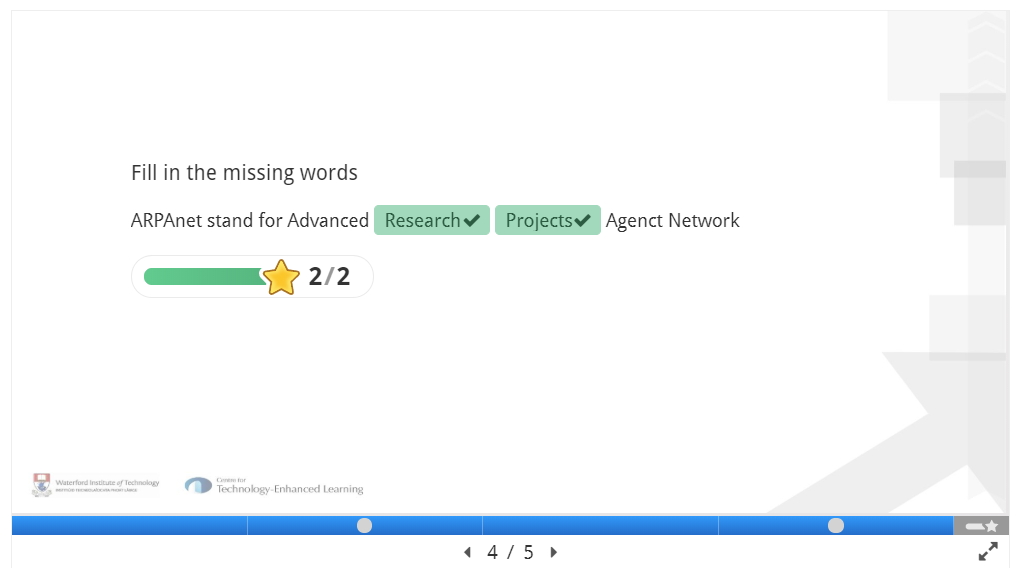 Fill in the missing words
ARPAnet stand for Advanced Research Projects Agenct Network
2/2
Waterford Institute of Technology
Centre for
Technology-Enhanced Learning
4 / 5